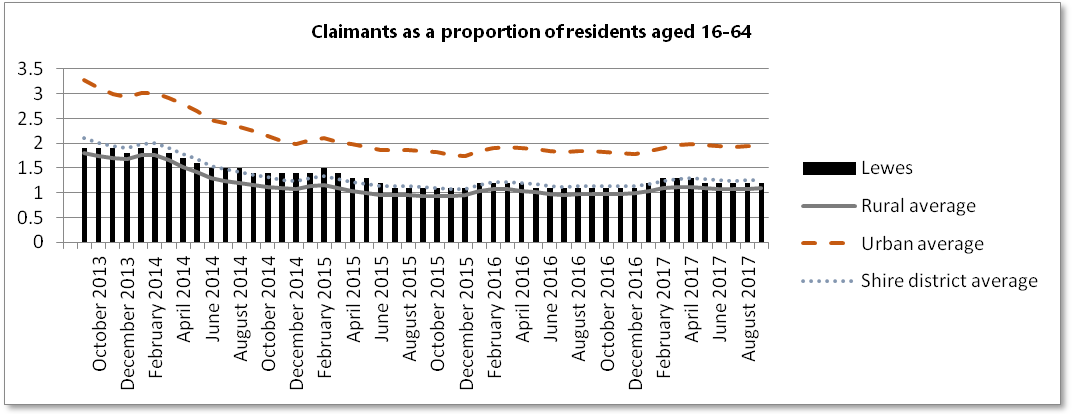 Claimants as a proportion of residents aged 16-64
3.5
3
2.5
2
1.5
1
0.5
0
October 2013
December 2013
February 2014
April 2014
June 2014
August 2014
October 2014
December 2014
February 2015
April 2015
June 2015
August 2015
October 2015
December 2015
February 2016
April 2016
June 2016
August 2016
October 2016
December 2016
February 2017
April 2017
June 2017
August 2017
Lewes
Rural average
Urban average
Shire district average